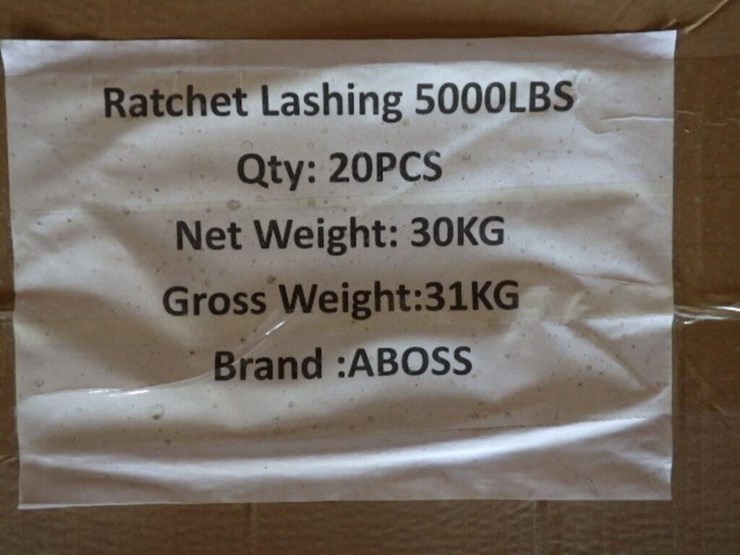 Ratchet Lashing 5000LBS
Qty: 20PCS
Net Weight: 30KG
Gross Weight:31KG
Brand :ABOSS